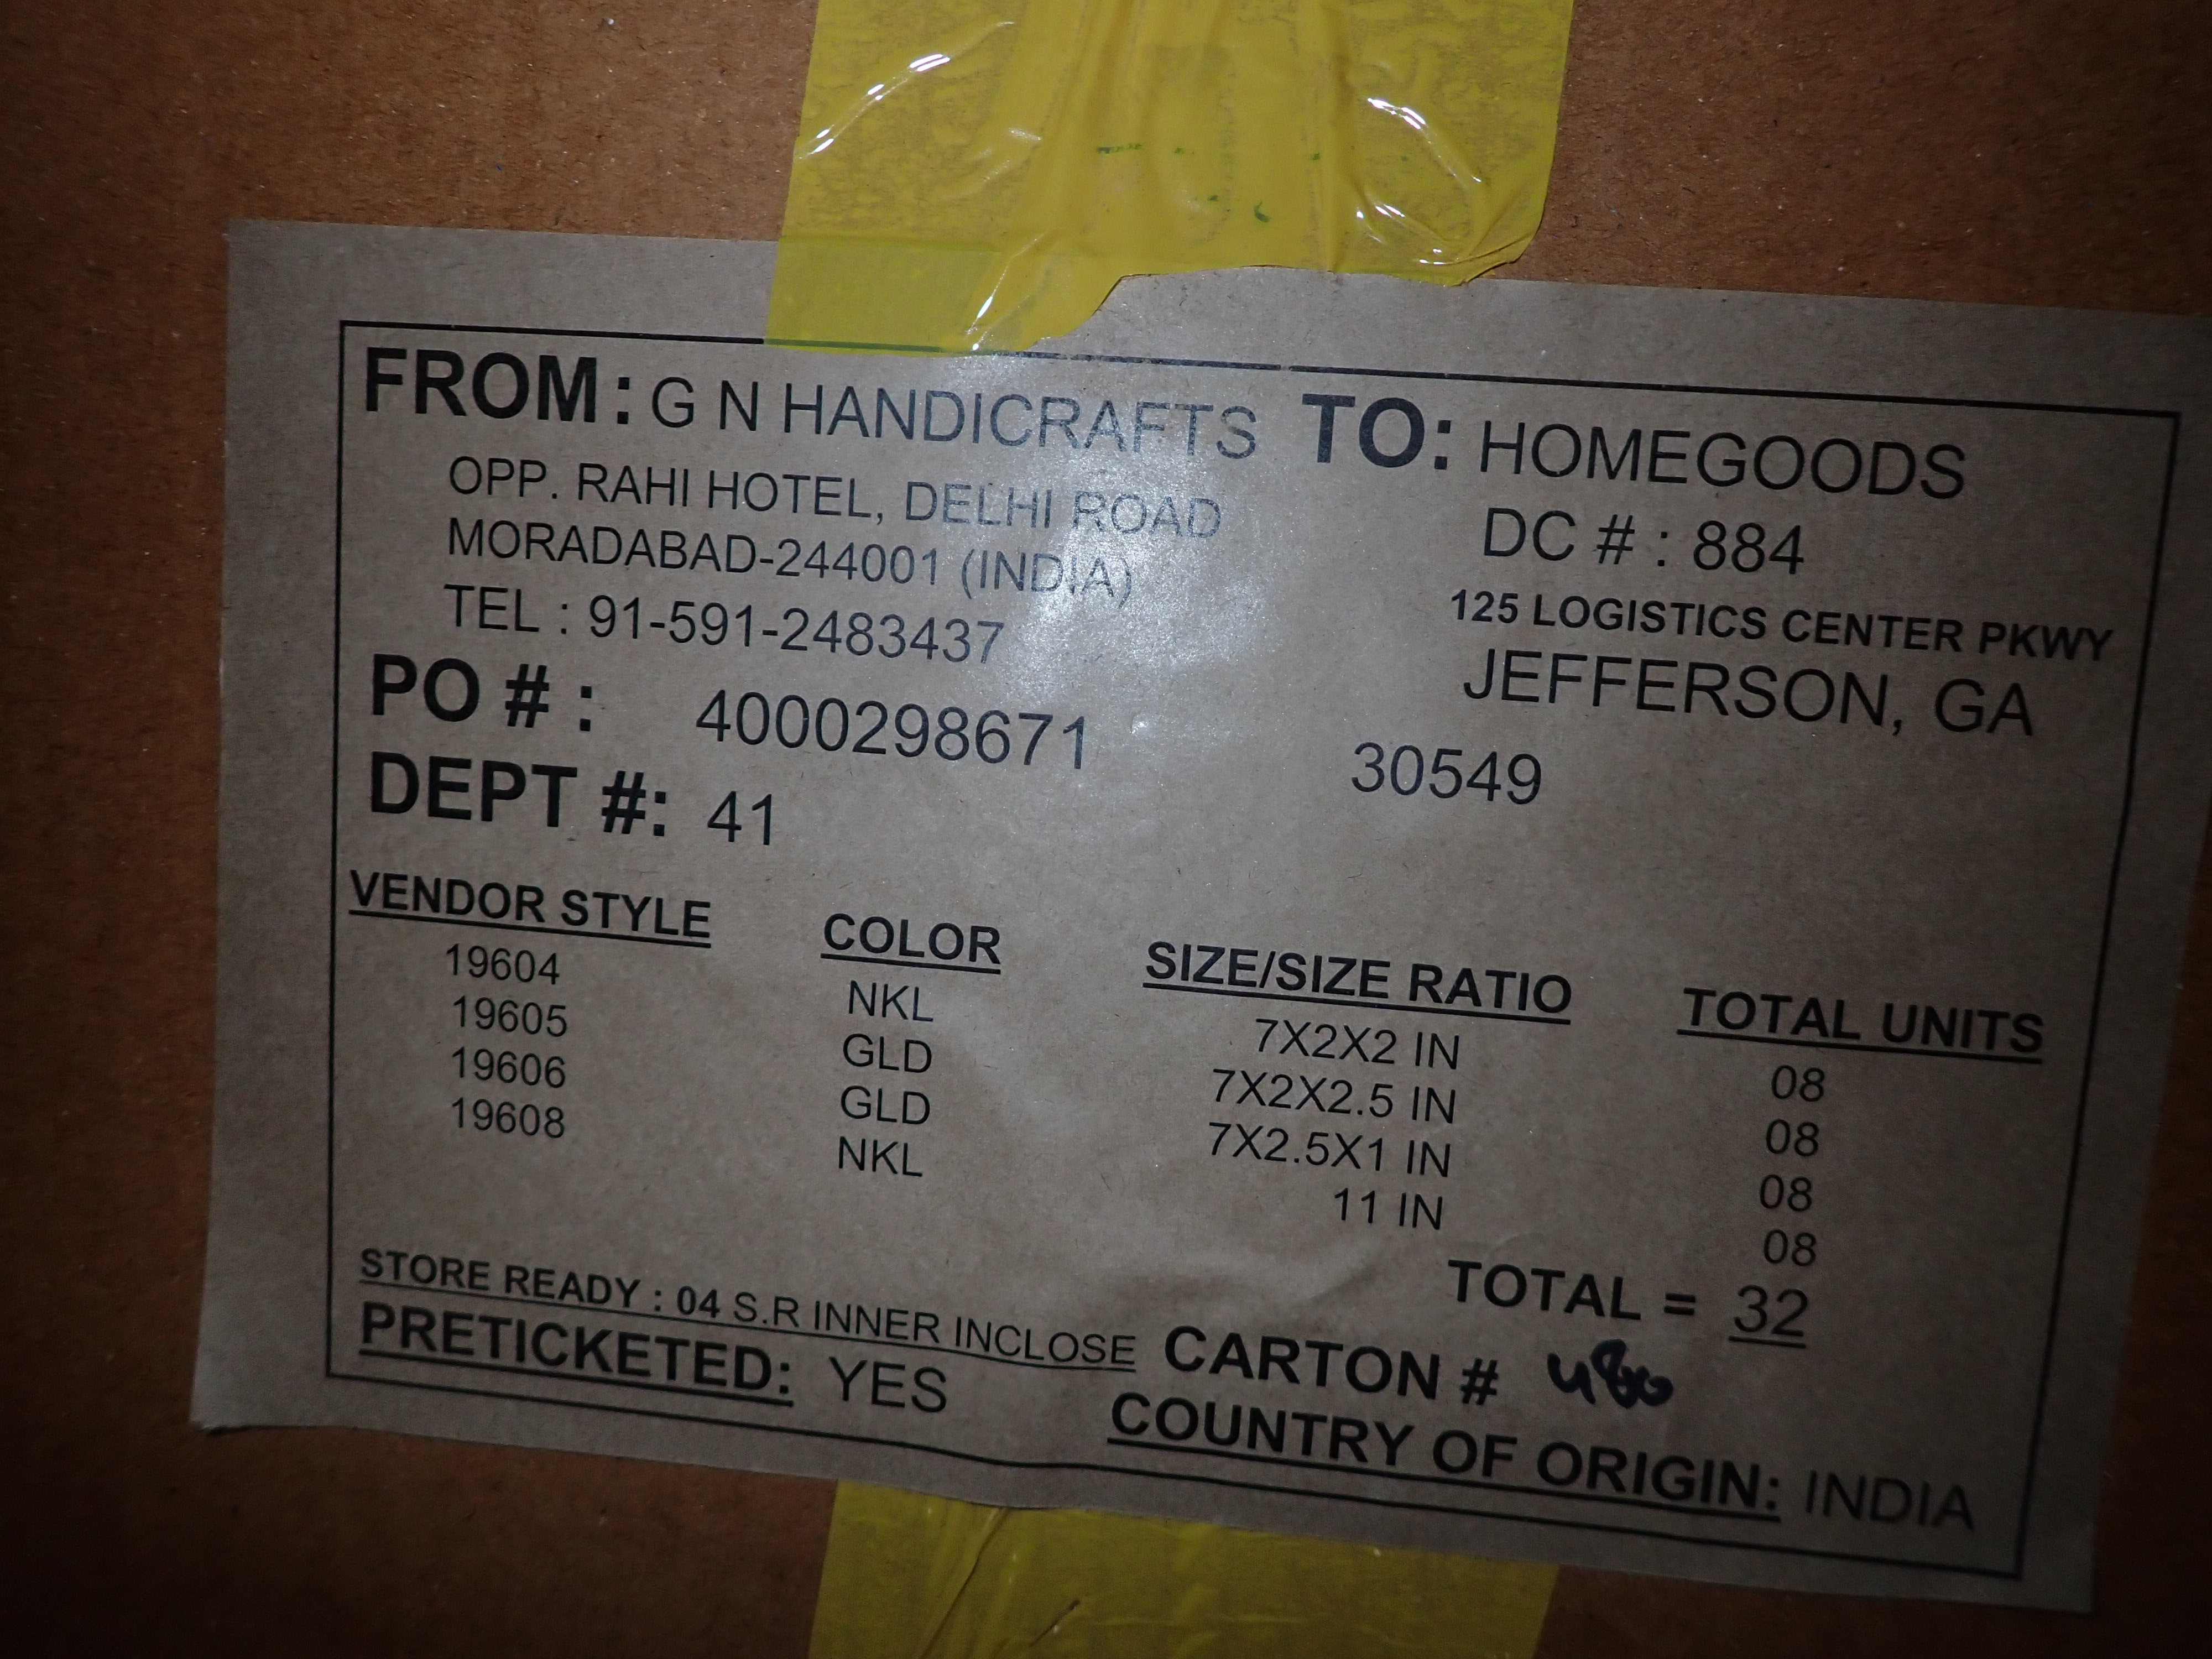 FROM: G N HANDICRAFTS TO: HOMEGOODS
OPP. RAHI HOTEL, DELHI ROAD DC # : 884
MORADABAD-244001 (INDIA) 125 LOGISTICS CENTER PKWY
TEL : 91-591-2483437 JEFFERSON, GA
PO # : 4000298671 30549
DEPT #: 41
VENDOR STYLE COLOR SIZE/SIZE RATIO TOTAL UNITS
19604 NKL 7X2X2 IN 08
19605 GLD 7X2X2.5 IN 08
19606 GLD 7X2.5X1 IN 08
19608 NKL 11 IN 08
TOTAL = 32
STORE READY : 04 S.R INNER INCLOSE CARTON #
PRETICKETED: YES COUNTRY OF ORIGIN: INDIA